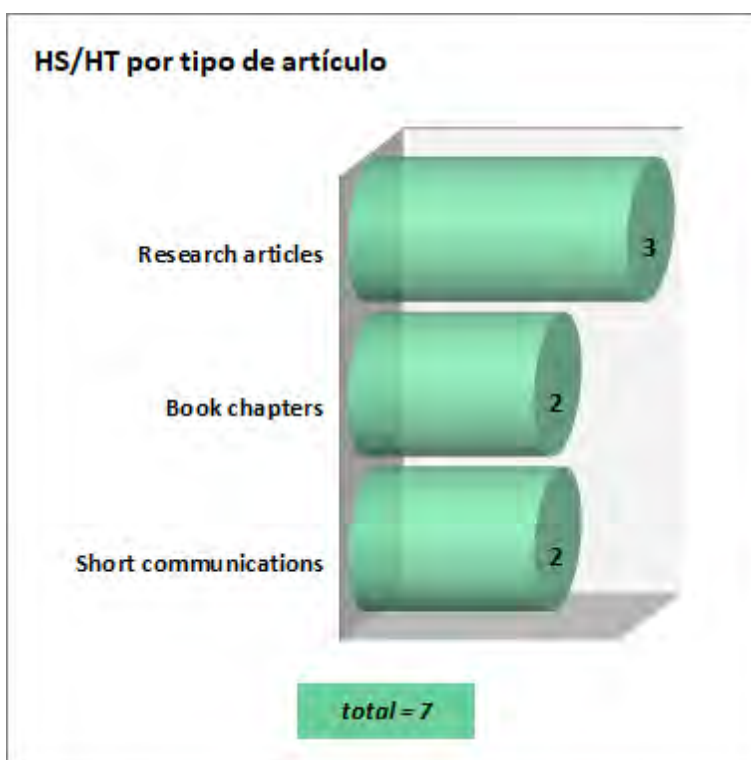 HS/HT por tipo de artículo
Research articles
3
Book chapters
2
Short communications
2
total = 7